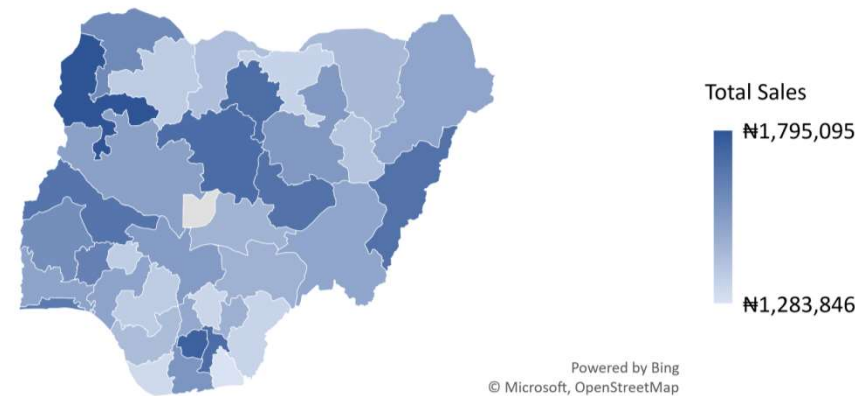 Total Sales
₦1,795,095
₦1,283,846
Powered by Bing
© Microsoft, OpenStreetMap